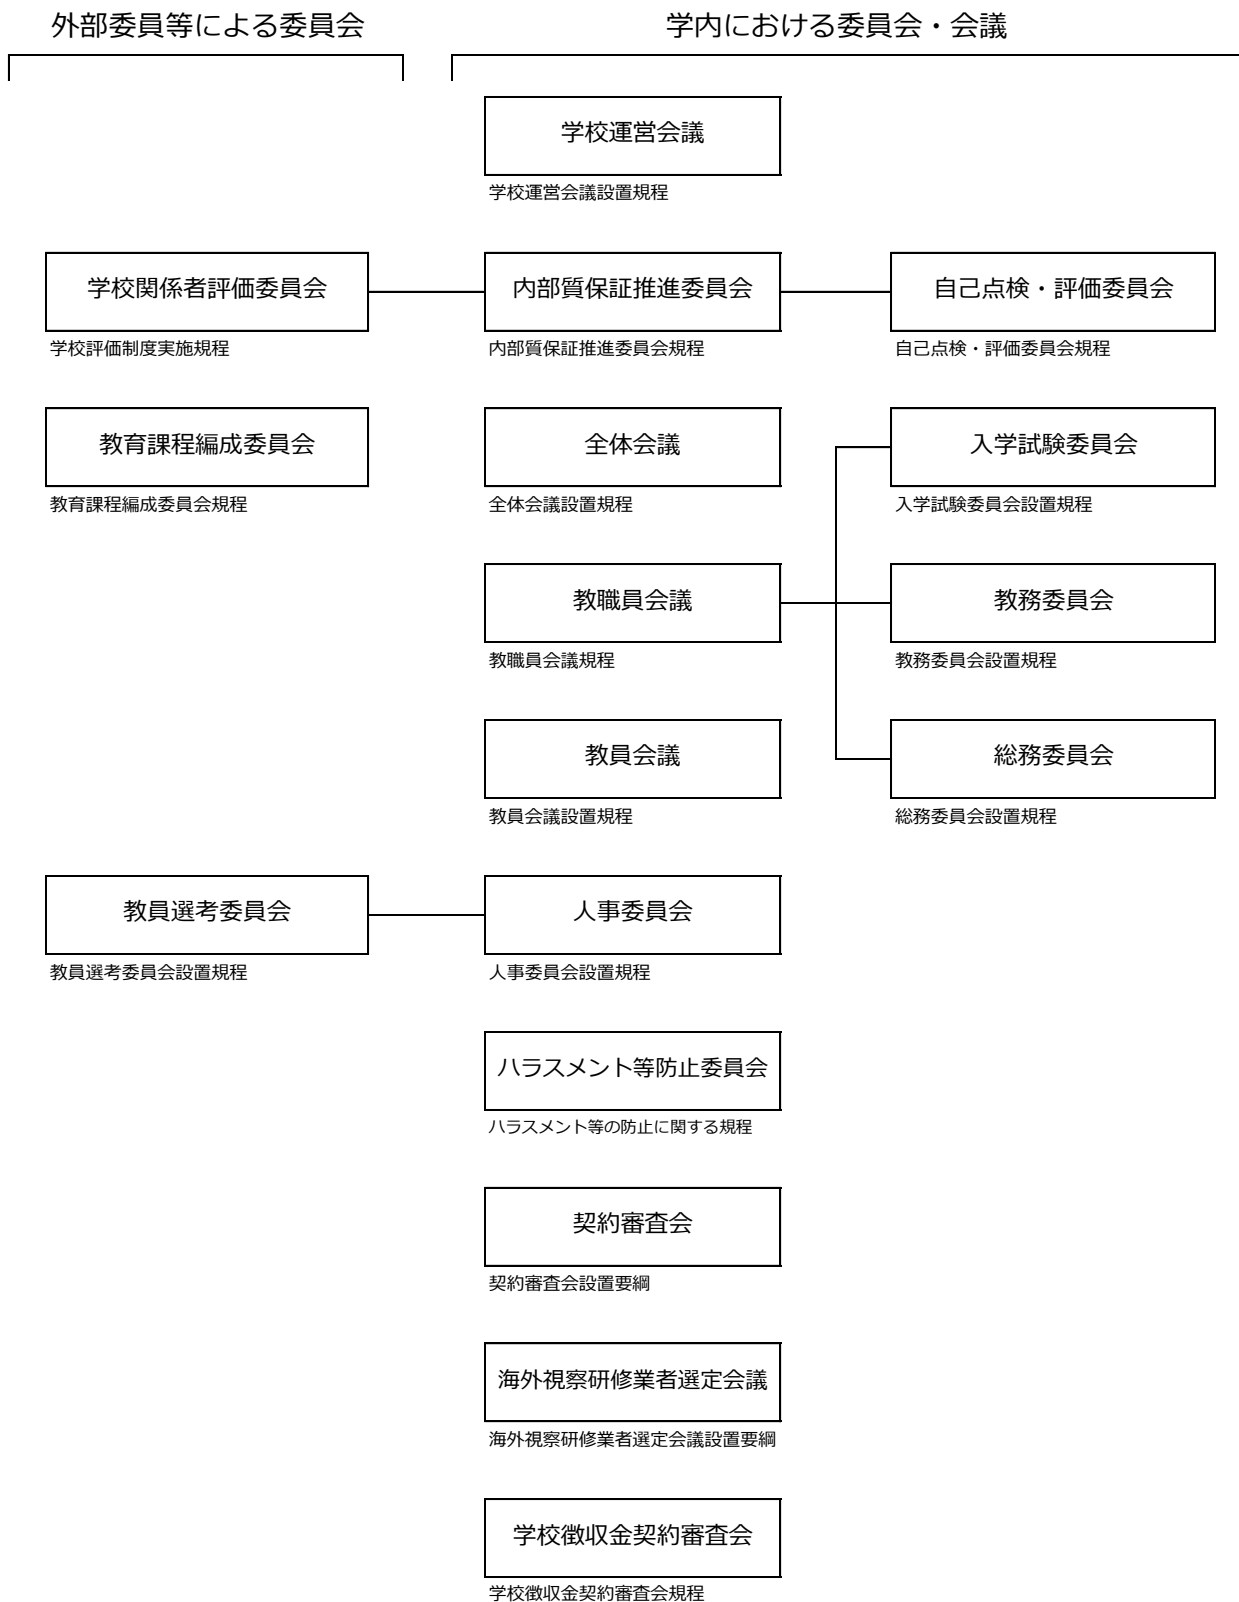 外部委員等による委員会
学内における委員会・会議
学校運営会議
学校運営会議設置規程
学校関係者評価委員会
内部質保証推進委員会
自己点検・評価委員会
学校評価制度実施規程
内部質保証推進委員会規程
自己点検・評価委員会規程
教育課程編成委員会
全体会議
入学試験委員会
教育課程編成委員会規程
全体会議設置規程
入学試験委員会設置規程
教職員会議
教務委員会
教職員会議規程
教務委員会設置規程
教員会議
総務委員会
教員会議設置規程
総務委員会設置規程
教員選考委員会
人事委員会
教員選考委員会設置規程
人事委員会設置規程
ハラスメント等防止委員会
ハラスメント等の防止に関する規程
契約審査会
契約審査会設置要綱
海外視察研修業者選定会議
海外視察研修業者選定会議設置要綱
学校徴収金契約審査会
学校徴収金契約審査会規程